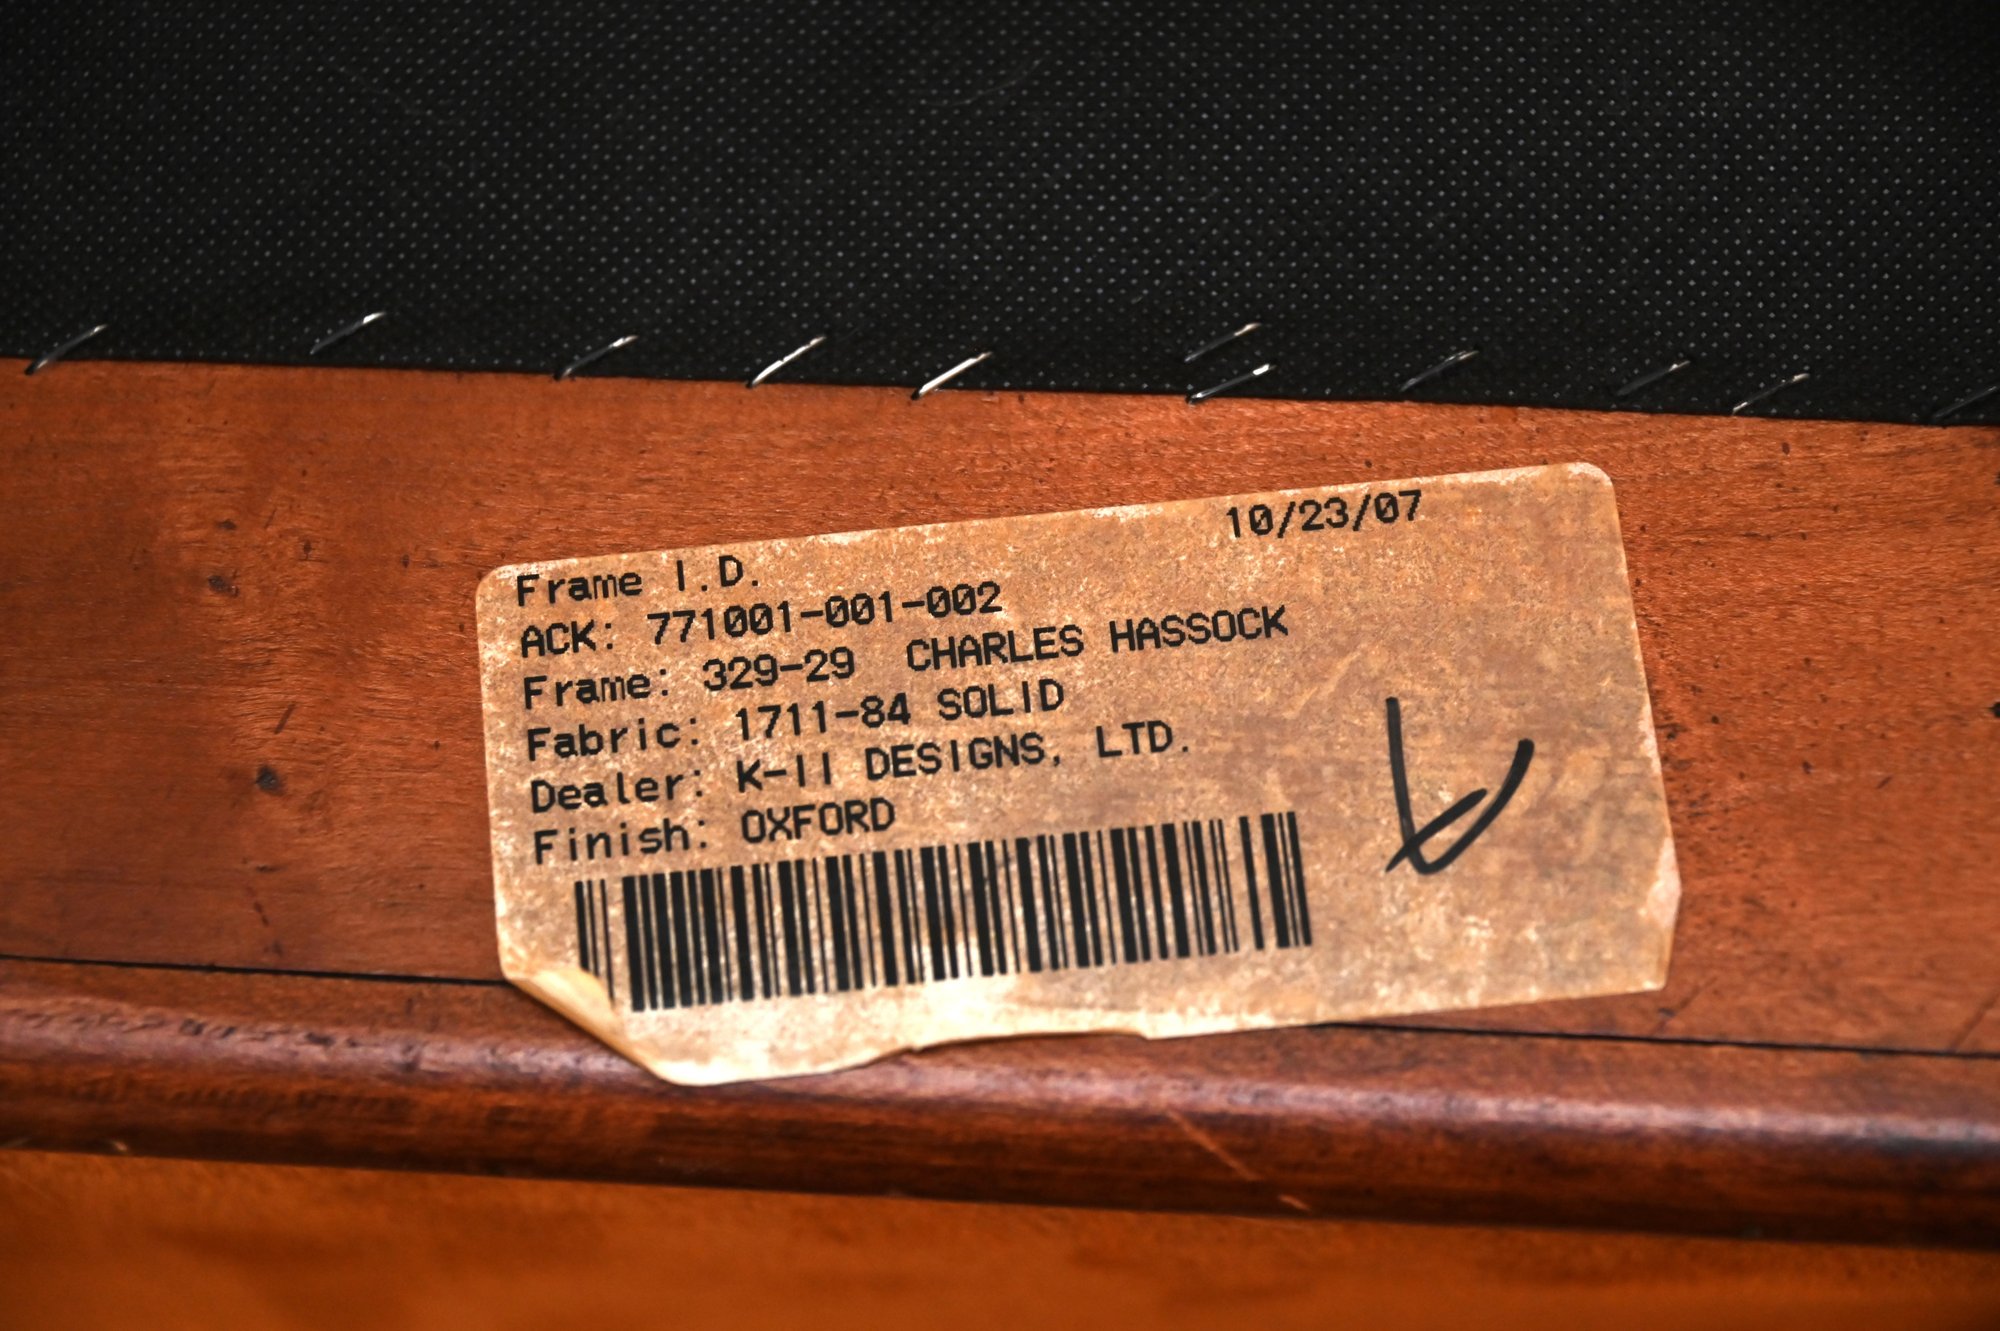 10/23/07
Frame I.D.
ACK: 771001-001-002
Frame: 329-29 CHARLES HASSOCK
Fabric: 1711-84 SOLID
Dealer: K-II DESIGNS, LTD.
Finish: OXFORD